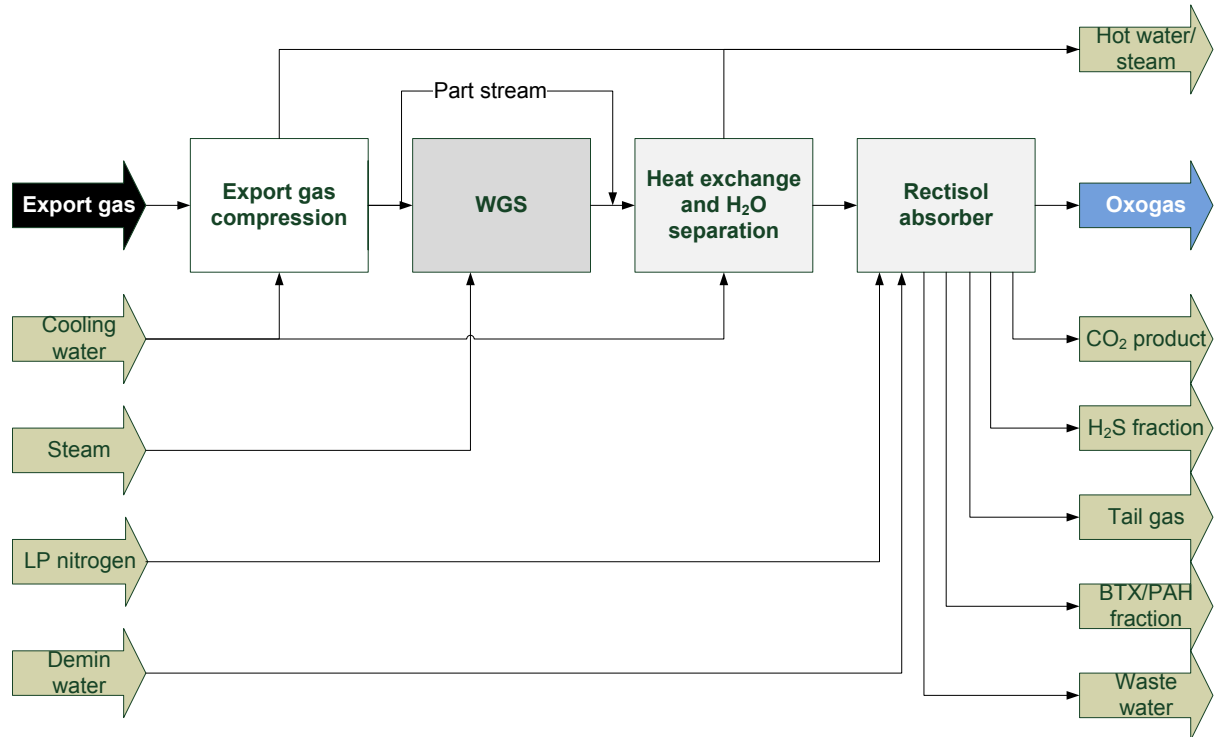 Hot water/
steam
Part stream
Export gas
Export gas
compression
WGS
Heat exchange
and H₂O
separation
Rectisol
absorber
Oxogas
Cooling
water
CO₂ product
Steam
H₂S fraction
Tail gas
LP nitrogen
BTX/PAH
fraction
Demin
water
Waste
water